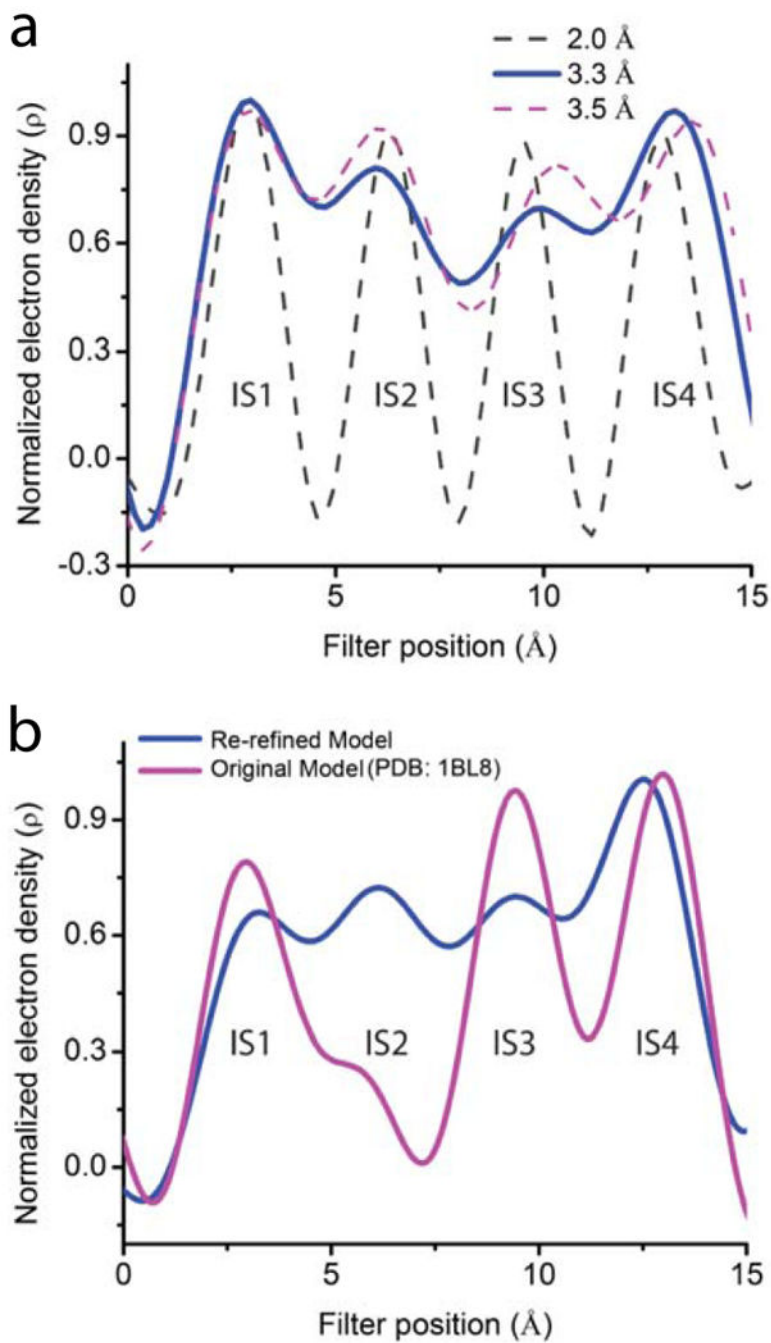 a
2.0 Å
3.3 Å
3.5 Å
Normalized electron density (ρ)
0.9
0.6
0.3
0.0
-0.3
IS1 IS2 IS3 IS4
0 5 10 15
Filter position (Å)
b
Re-refined Model
Original Model (PDB: 1BL8)
Normalized electron density (ρ)
0.9
0.6
0.3
0.0
IS1 IS2 IS3 IS4
0 5 10 15
Filter position (Å)